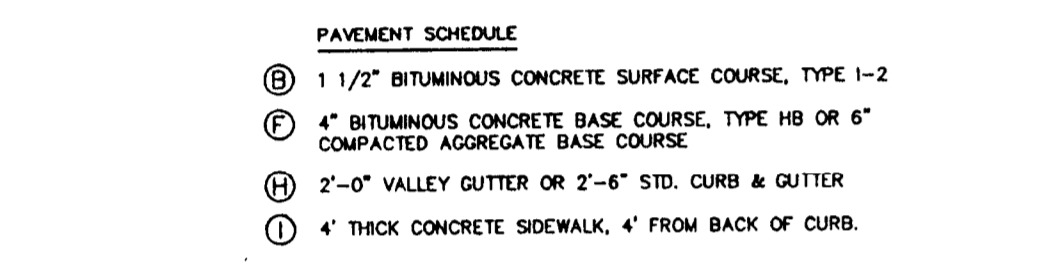 PAVEMENT SCHEDULE
B 1 1/2" BITUMINOUS CONCRETE SURFACE COURSE, TYPE I-2
F 4" BITUMINOUS CONCRETE BASE COURSE, TYPE HB OR 6"
COMPACTED AGGREGATE BASE COURSE
H 2'-0" VALLEY GUTTER OR 2'-6" STD. CURB & GUTTER
I 4' THICK CONCRETE SIDEWALK, 4' FROM BACK OF CURB.